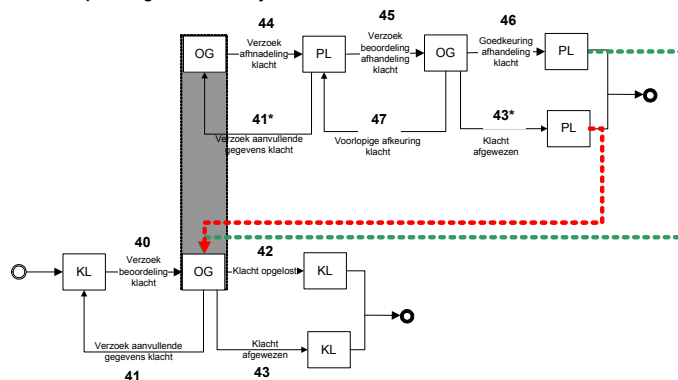 44
45
46
OG
Verzoek
afhnadeling
klacht
PL
Verzoek
beoordeling
afhandeling
klacht
OG
Goedkeuring
afhandeling
klacht
PL
41*
Verzoek aanvullende
gegevens klacht
47
Voorlopige afkeuring
klacht
43*
Klacht
afgewezen
PL
40
Verzoek
beoordeling
klacht
KL
OG
42
Klacht opgelost
KL
Verzoek aanvullende
gegevens klacht
41
Klacht
afgewezen
43
KL